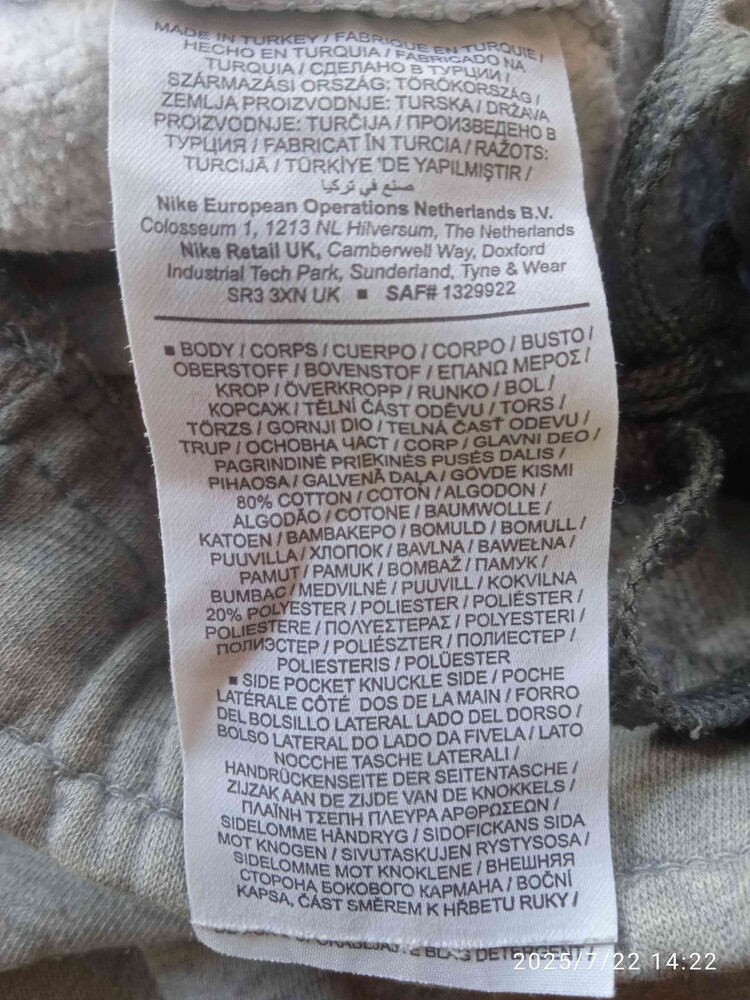 MADE IN TURKEY / FABRIQUE EN TURQUIE /
HECHO EN TURQUIA / FABRICADO NA
TURQUIA / СДЕЛАНО В ТУРЦИИ /
SZÁRMAZÁSI ORSZÁG: TÖRÖKORSZÁG /
ZEMLJA PROIZVODNJE: TURSKA / DRŽAVA
PROIZVODNJE: TURČIJA / ПРОИЗВЕДЕНО В
ТУРЦИЯ / FABRICAT ÎN TURCIA / RAŽOTS:
TURCIJĀ / TÜRKİYE 'DE YAPILMIŞTIR /
صنع في تركيا
Nike European Operations Netherlands B.V.
Colosseum 1, 1213 NL Hilversum, The Netherlands
Nike Retail UK, Camberwell Way, Doxford
Industrial Tech Park, Sunderland, Tyne & Wear
SR3 3XN UK ■ SAF# 1329922
■ BODY / CORPS / CUERPO / CORPO / BUSTO /
OBERSTOFF / BOVENSTOF / ΕΠΑΝΩ ΜΕΡΟΣ /
KROP / ÖVERKROPP / RUNKO / BOL /
КОРСАЖ / TĚLNÍ ČÁST ODĚVU / TORS /
TÖRZS / GORNJI DIO / TELNÁ ČASŤ ODEVU /
TRUP / ОСНОВНА ЧАСТ / CORP / GLAVNI DEO /
PAGRINDINĖ PRIEKINĖS PUSĖS DALIS /
PIHAOSA / GALVENĀ DAĻA / GÖVDE KISMI
80% COTTON / COTON / ALGODON /
ALGODÃO / COTONE / BAUMWOLLE /
KATOEN / ΒΑΜΒΑΚΕΡΟ / BOMULD / BOMULL /
PUUVILLA / ХЛОПОК / BAVLNA / BAWEŁNA /
PAMUT / PAMUK / BOMBAŽ / ПАМУК /
BUMBAC / MEDVILNĖ / PUUVILL / KOKVILNA
20% POLYESTER / POLIESTER / POLIÉSTER /
POLIESTERE / ΠΟΛΥΕΣΤΕΡΑΣ / POLYESTERI /
ПОЛИЭСТЕР / POLIÉSZTER / ПОЛИЕСТЕР /
POLIESTERIS / POLÜESTER
■ SIDE POCKET KNUCKLE SIDE / POCHE
LATÉRALE CÔTÉ DOS DE LA MAIN / FORRO
DEL BOLSILLO LATERAL LADO DEL DORSO /
BOLSO LATERAL DO LADO DA FIVELA / LATO
NOCCHE TASCHE LATERALI /
HANDRÜCKENSEITE DER SEITENTASCHE /
ZIJZAK AAN DE ZIJDE VAN DE KNOKKELS /
ΠΛΑΪΝΗ ΤΣΕΠΗ ΠΛΕΥΡΑ ΑΡΘΡΩΣΕΩΝ /
SIDELOMME HÅNDRYG / SIDOFICKANS SIDA
MOT KNOGEN / SIVUTASKUJEN RYSTYSOSA /
SIDELOMME MOT KNOKLENE / ВНЕШНЯЯ
СТОРОНА БОКОВОГО КАРМАНА / BOČNÍ
KAPSA, ČÁST SMĚREM K HŘBETU RUKY /
DETERGENT /
2025/7/22 14:22